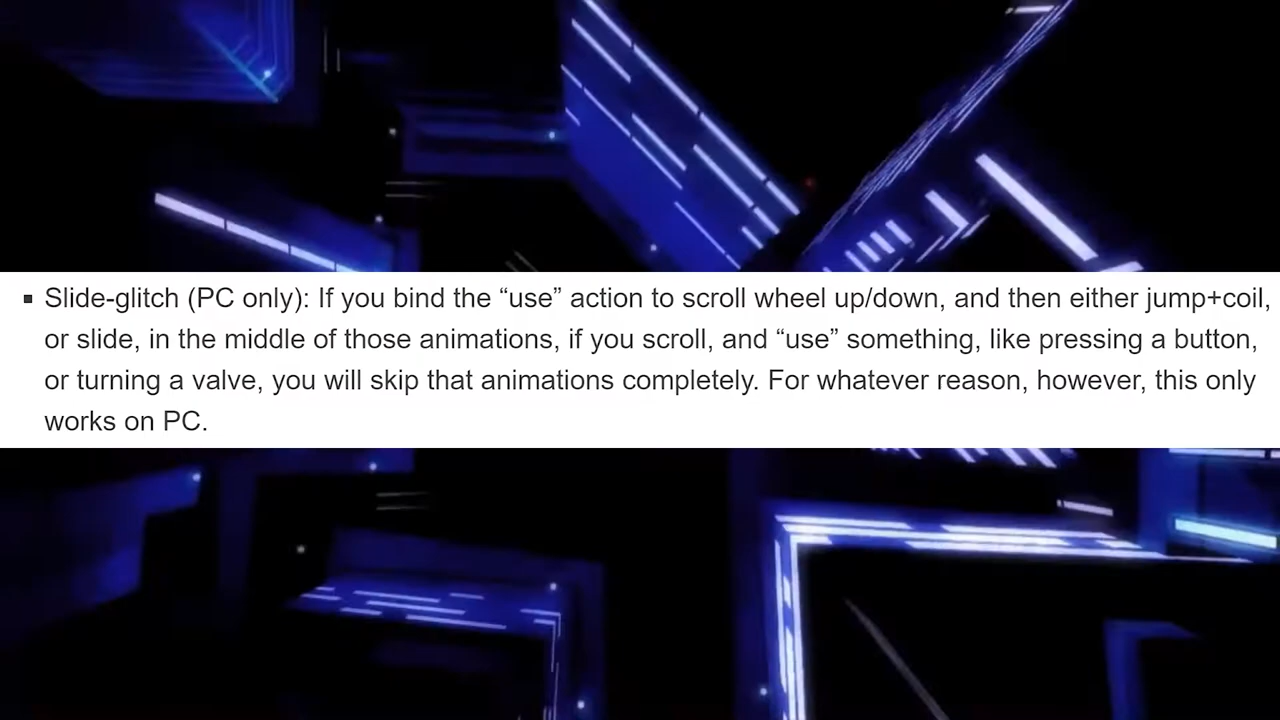 ▪ Slide-glitch (PC only): If you bind the “use” action to scroll wheel up/down, and then either jump+coil,
or slide, in the middle of those animations, if you scroll, and “use” something, like pressing a button,
or turning a valve, you will skip that animations completely. For whatever reason, however, this only
works on PC.